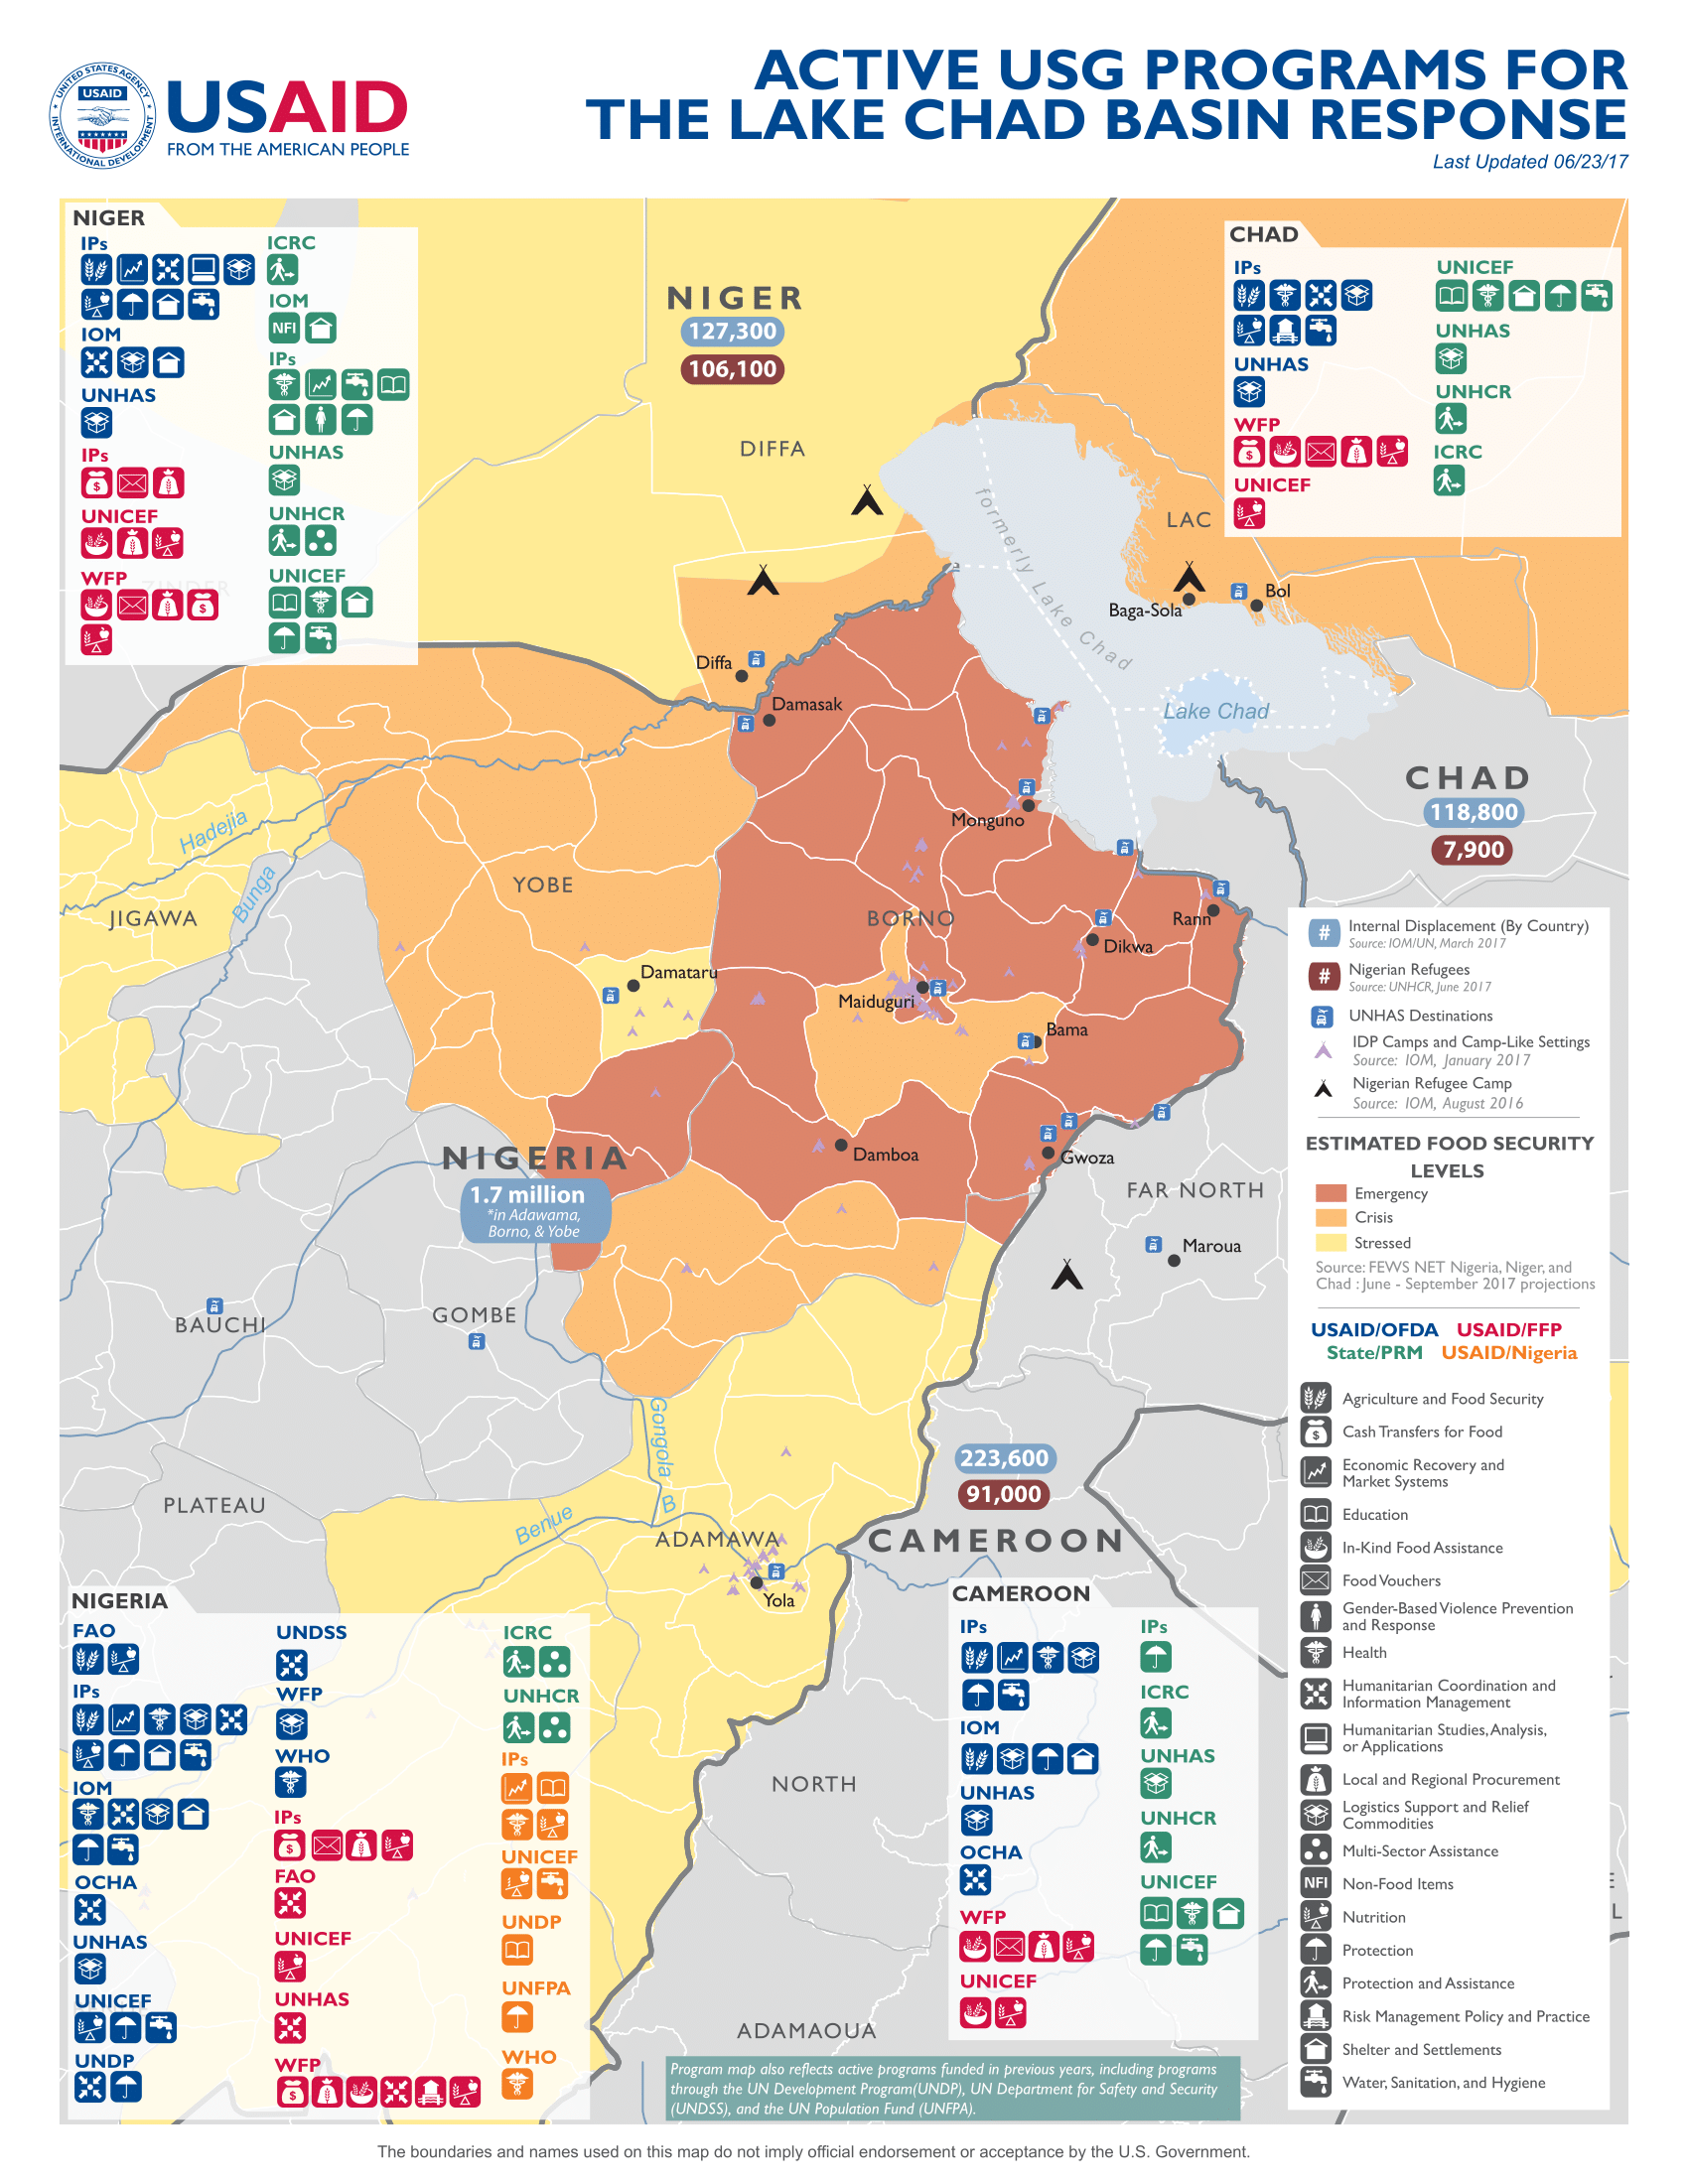 UNITED STATES AGENCY
USAID
INTERNATIONAL DEVELOPMENT
USAID
FROM THE AMERICAN PEOPLE
ACTIVE USG PROGRAMS FOR
THE LAKE CHAD BASIN RESPONSE
Last Updated 06/23/17
NIGER
IPs
IOM
UNHAS
IPs
UNICEF
WFP
ZINDER
ICRC
IOM
NFI
IPs
UNHAS
UNHCR
UNICEF
NIGER
127,300
106,100
DIFFA
CHAD
IPs
UNHAS
WFP
UNICEF
UNICEF
UNHAS
UNHCR
ICRC
LAC
formerly Lake Chad
Baga-Sola
Bol
Diffa
Damasak
Lake Chad
CHAD
118,800
7,900
Hadejia
Bunga
Monguno
YOBE
JIGAWA
BORNO
Rann
Dikwa
Damataru
Maiduguri
Bama
NIGERIA
1.7 million
*in Adawama,
Borno, & Yobe
Damboa
Gwoza
FAR NORTH
Maroua
BAUCHI
GOMBE
Gongola
PLATEAU
Benue
B
ADAMAWA
Yola
223,600
91,000
CAMEROON
NORTH
ADAMAOUA
# Internal Displacement (By Country)
Source: IOM/UN, March 2017
# Nigerian Refugees
Source: UNHCR, June 2017
UNHAS Destinations
IDP Camps and Camp-Like Settings
Source: IOM, January 2017
Nigerian Refugee Camp
Source: IOM, August 2016
ESTIMATED FOOD SECURITY
LEVELS
Emergency
Crisis
Stressed
Source: FEWS NET Nigeria, Niger, and
Chad : June - September 2017 projections
USAID/OFDA USAID/FFP
State/PRM USAID/Nigeria
Agriculture and Food Security
Cash Transfers for Food
Economic Recovery and
Market Systems
Education
In-Kind Food Assistance
Food Vouchers
Gender-Based Violence Prevention
and Response
Health
Humanitarian Coordination and
Information Management
Humanitarian Studies, Analysis,
or Applications
Local and Regional Procurement
Logistics Support and Relief
Commodities
Multi-Sector Assistance
NFI Non-Food Items
Nutrition
Protection
Protection and Assistance
Risk Management Policy and Practice
Shelter and Settlements
Water, Sanitation, and Hygiene
NIGERIA
FAO
IPs
IOM
OCHA
UNHAS
UNICEF
UNDP
UNDSS
WFP
WHO
IPs
FAO
UNICEF
UNHAS
WFP
ICRC
UNHCR
IPs
UNICEF
UNDP
UNFPA
WHO
CAMEROON
IPs
IOM
UNHAS
OCHA
WFP
UNICEF
IPs
ICRC
UNHAS
UNHCR
UNICEF
Program map also reflects active programs funded in previous years, including programs
through the UN Development Program(UNDP), UN Department for Safety and Security
(UNDSS), and the UN Population Fund (UNFPA).
The boundaries and names used on this map do not imply official endorsement or acceptance by the U.S. Government.